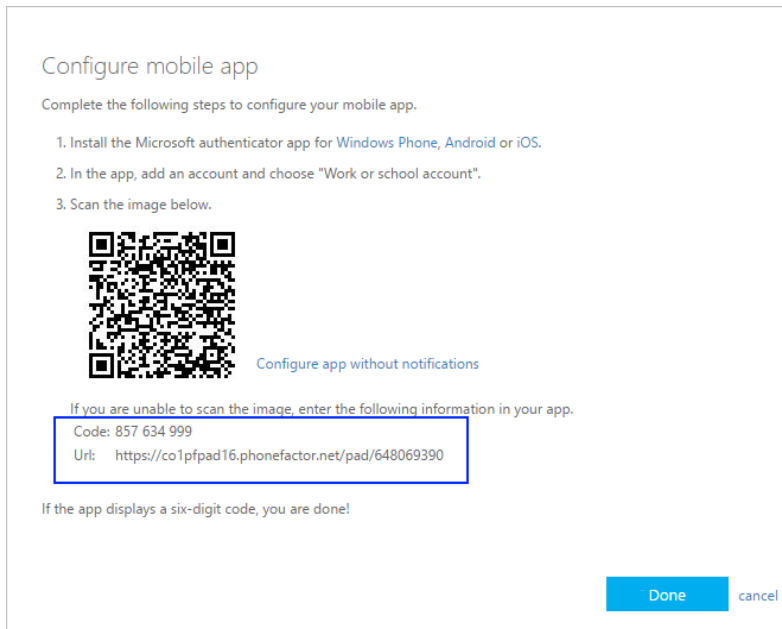 Configure mobile app
Complete the following steps to configure your mobile app.
1. Install the Microsoft authenticator app for Windows Phone, Android or iOS.
2. In the app, add an account and choose "Work or school account".
3. Scan the image below.
Configure app without notifications
If you are unable to scan the image, enter the following information in your app.
Code: 857 634 999
Url: https://co1pfpad16.phonefactor.net/pad/648069390
If the app displays a six-digit code, you are done!
Done cancel